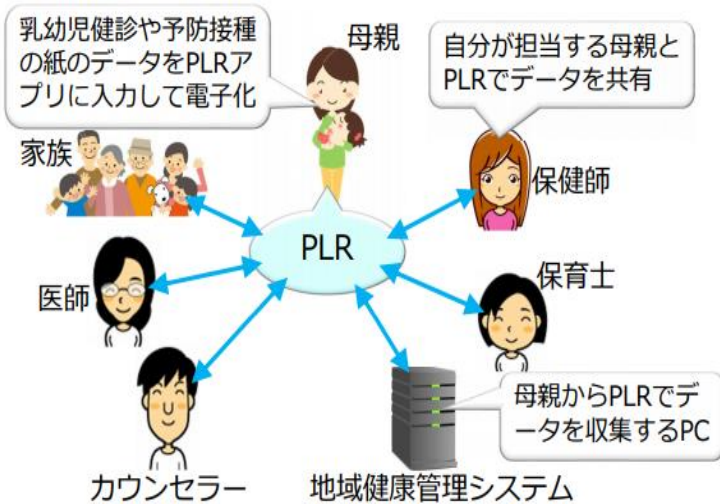 乳幼児健診や予防接種
の紙のデータをPLRア
プリに入力して電子化
母親
自分が担当する母親と
PLRでデータを共有
家族
保健師
PLR
医師
保育士
母親からPLRでデ
ータを収集するPC
カウンセラー
地域健康管理システム